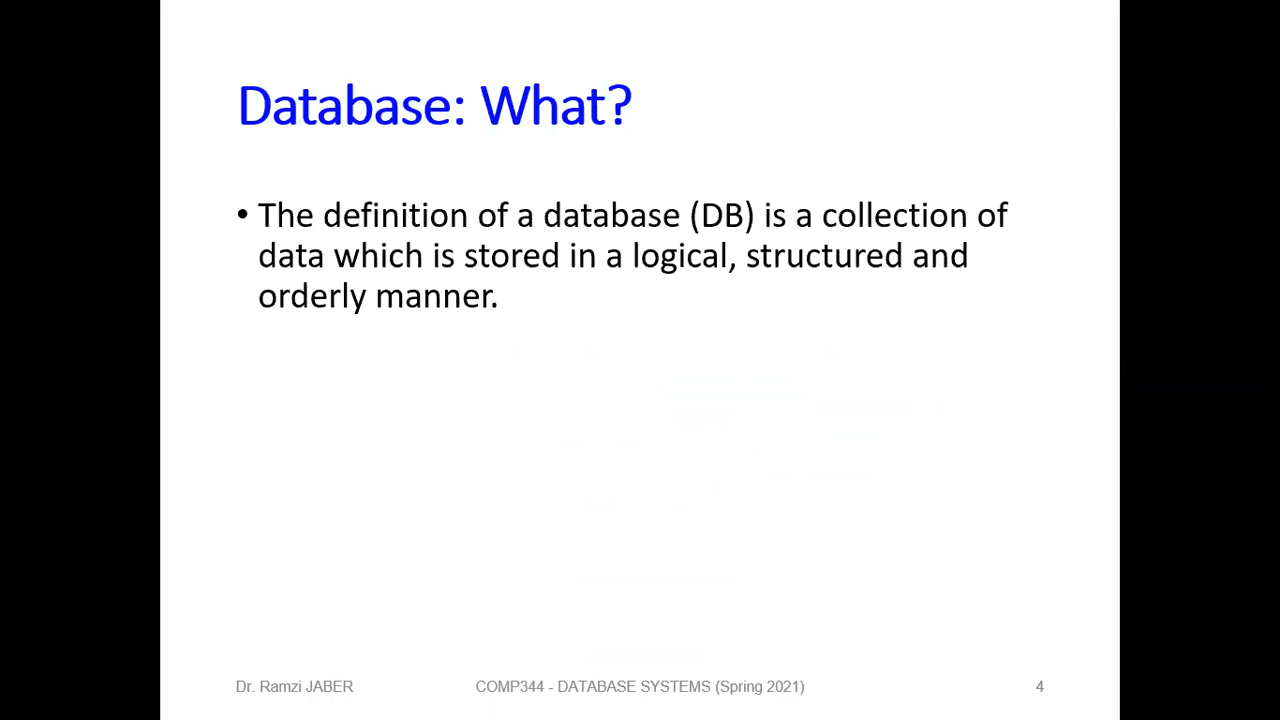 Database: What?
• The definition of a database (DB) is a collection of
data which is stored in a logical, structured and
orderly manner.
Dr. Ramzi JABER
COMP344 - DATABASE SYSTEMS (Spring 2021)
4